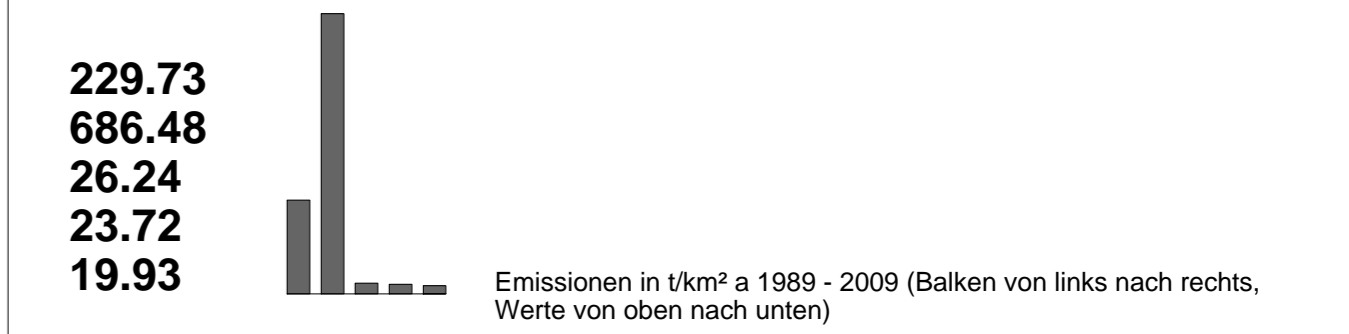 229.73
686.48
26.24
23.72
19.93
Emissionen in t/km² a 1989 - 2009 (Balken von links nach rechts,
Werte von oben nach unten)